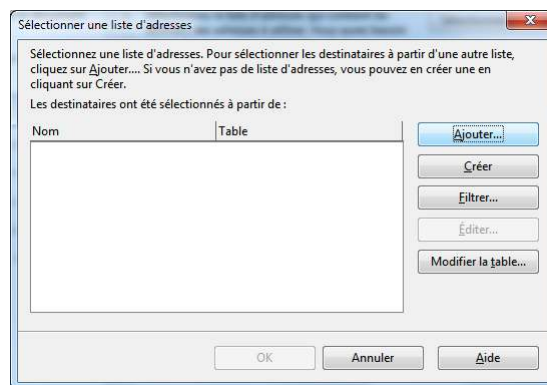 Sélectionner une liste d'adresses
Sélectionnez une liste d'adresses. Pour sélectionner les destinataires à partir d'une autre liste,
cliquez sur Ajouter.... Si vous n'avez pas de liste d'adresses, vous pouvez en créer une en
cliquant sur Créer.
Les destinataires ont été sélectionnés à partir de :
Nom Table
Ajouter...
Créer
Filtrer...
Éditer...
Modifier la table...
OK Annuler Aide